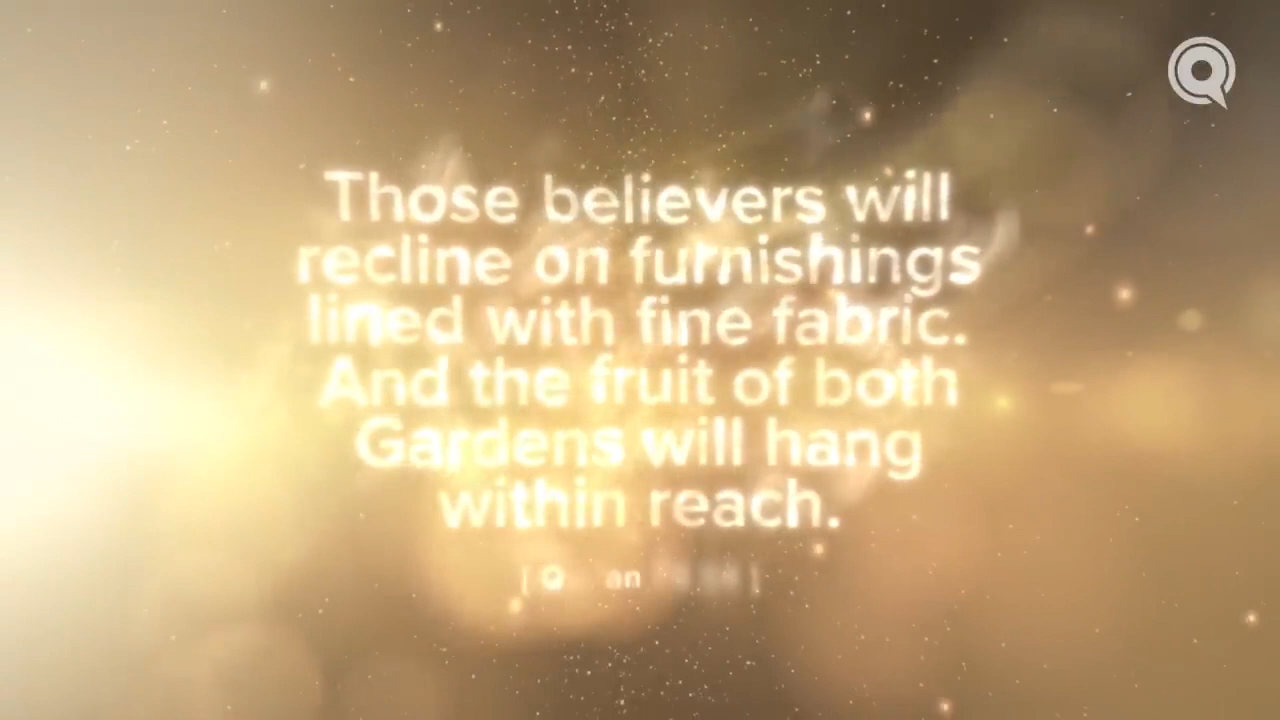 Those believers will
recline on furnishings
lined with fine fabric.
And the fruit of both
Gardens will hang
within reach.